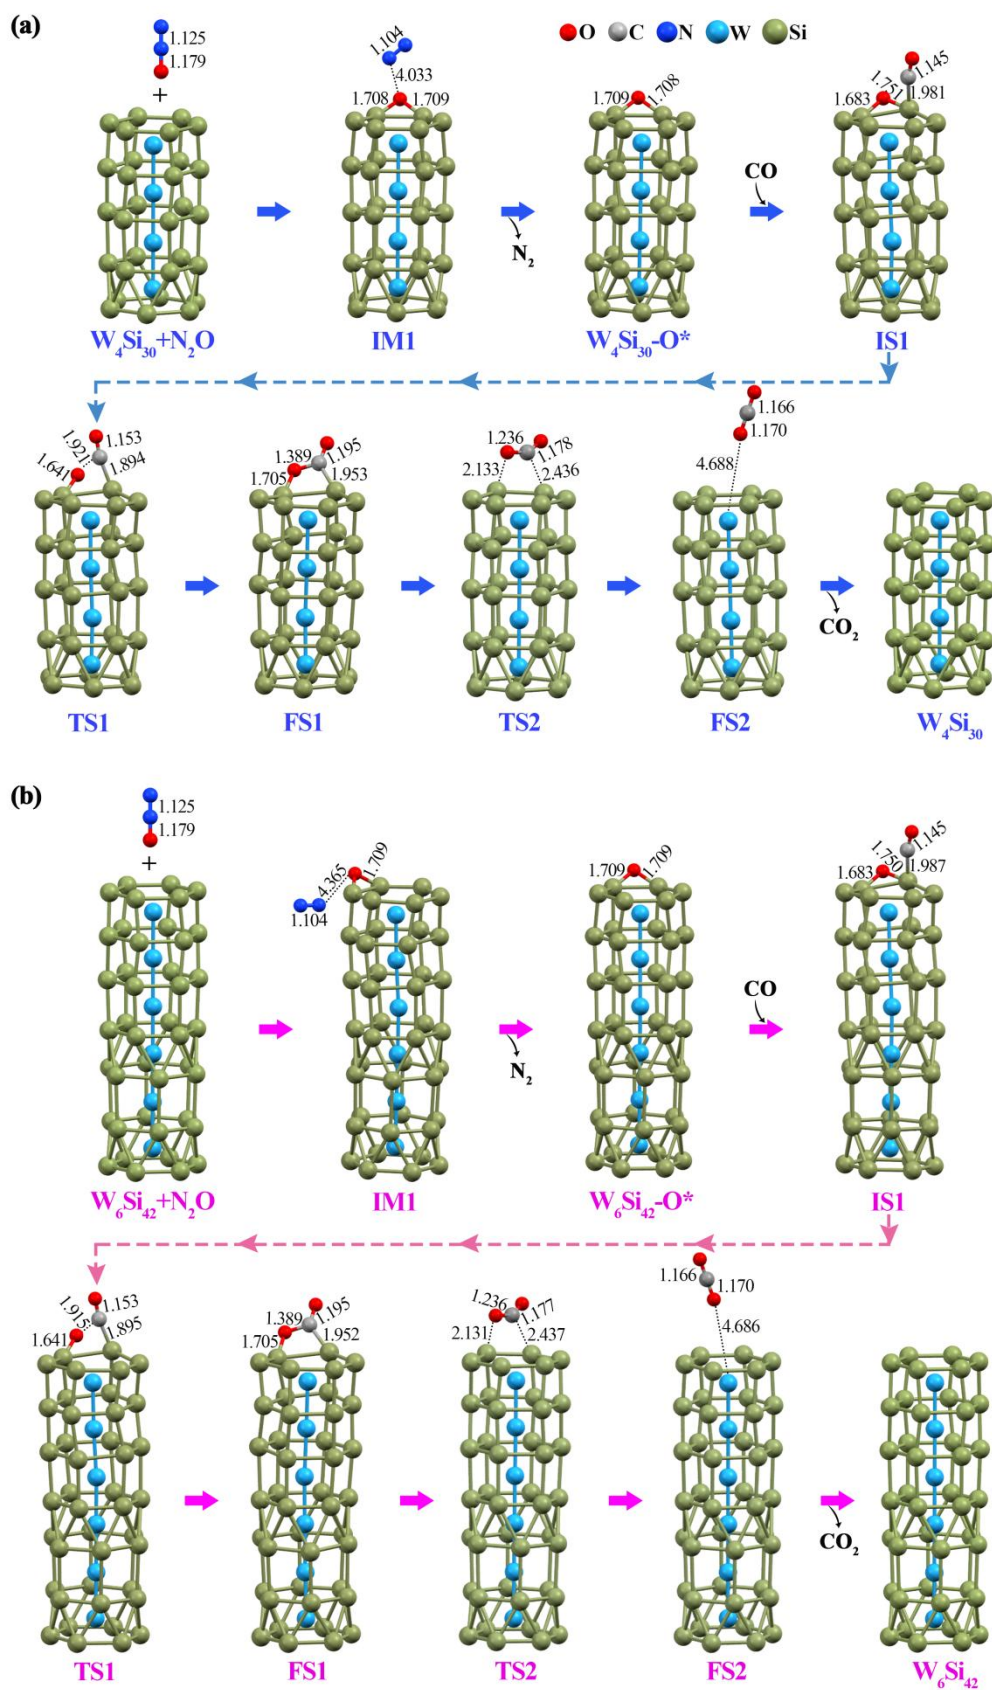 (a)
1.125
1.179
+
1.104
4.033
1.708 1.709
O C N W Si
1.709 1.708
1.683 1.751 1.145
1.981
CO
N₂
W₄Si₃₀+N₂O IM1 W₄Si₃₀-O* IS1
1.921 1.153
1.641 1.894
1.389 1.195
1.705 1.953
1.236 1.178
2.133 2.436
1.166
1.170
4.688
CO₂
TS1 FS1 TS2 FS2 W₄Si₃₀
(b)
1.125
1.179
+
4.365 1.709
1.104
1.709 1.709
1.683 1.750 1.145
1.987
CO
N₂
W₆Si₄₂+N₂O IM1 W₆Si₄₂-O* IS1
1.915 1.153
1.641 1.895
1.389 1.195
1.705 1.952
1.236 1.177
2.131 2.437
1.166 1.170
4.686
CO₂
TS1 FS1 TS2 FS2 W₆Si₄₂